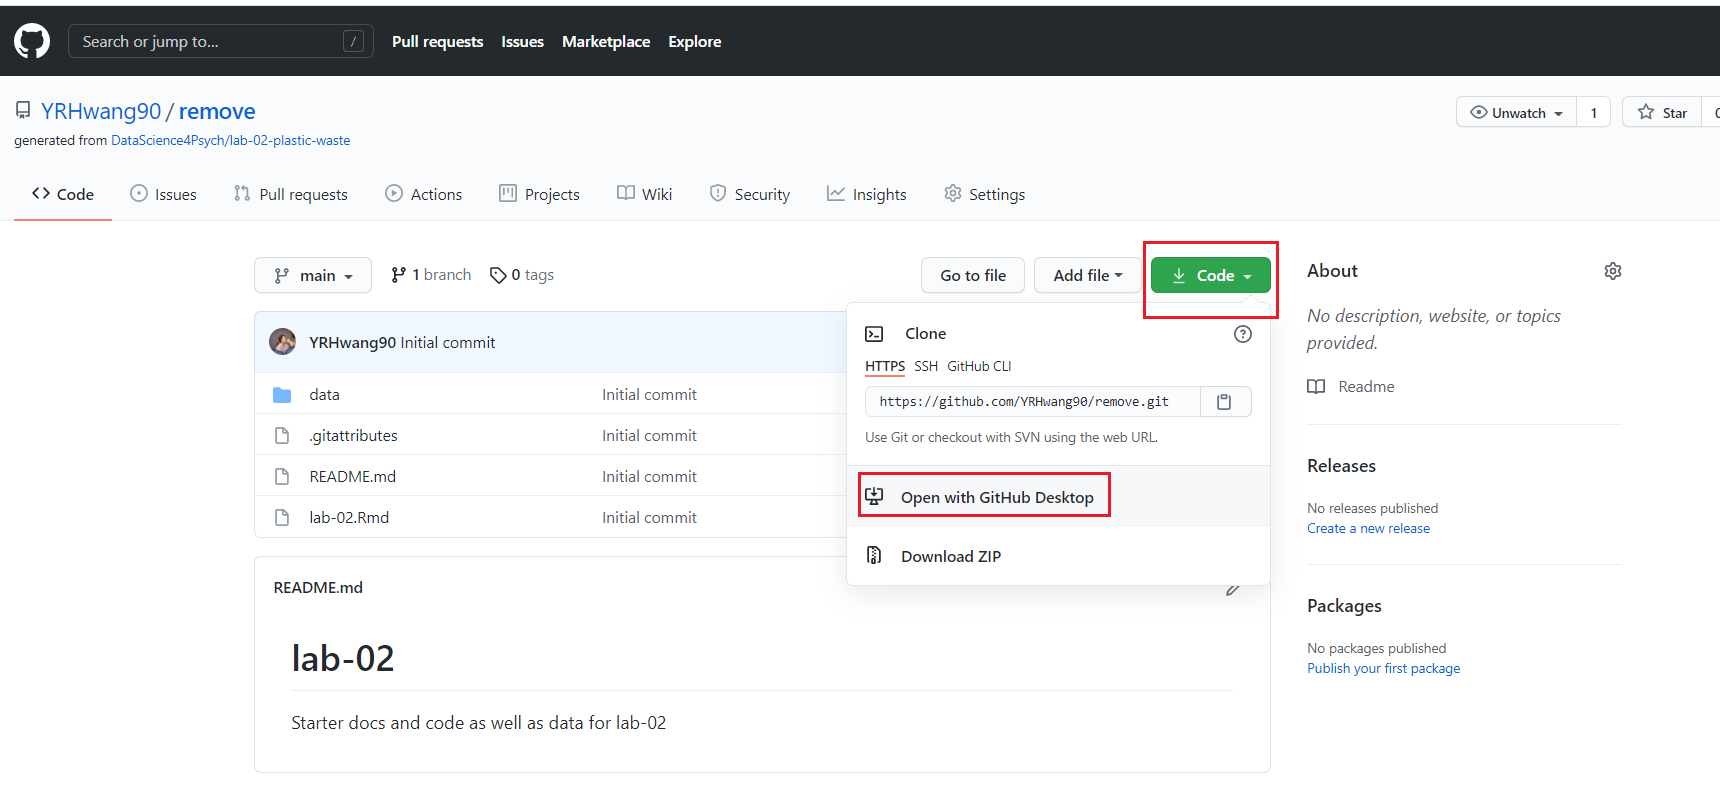 Search or jump to... /
Pull requests Issues Marketplace Explore
YRHwang90 / remove
Unwatch 1 Star
generated from DataScience4Psych/lab-02-plastic-waste
Code Issues Pull requests Actions Projects Wiki Security Insights Settings
main 1 branch 0 tags Go to file Add file Code
YRHwang90 Initial commit
data Initial commit
.gitattributes Initial commit
README.md Initial commit
lab-02.Rmd Initial commit
Clone
HTTPS SSH GitHub CLI
https://github.com/YRHwang90/remove.git
Use Git or checkout with SVN using the web URL.
Open with GitHub Desktop
Download ZIP
README.md
lab-02
Starter docs and code as well as data for lab-02
About
No description, website, or topics
provided.
Readme
Releases
No releases published
Create a new release
Packages
No packages published
Publish your first package